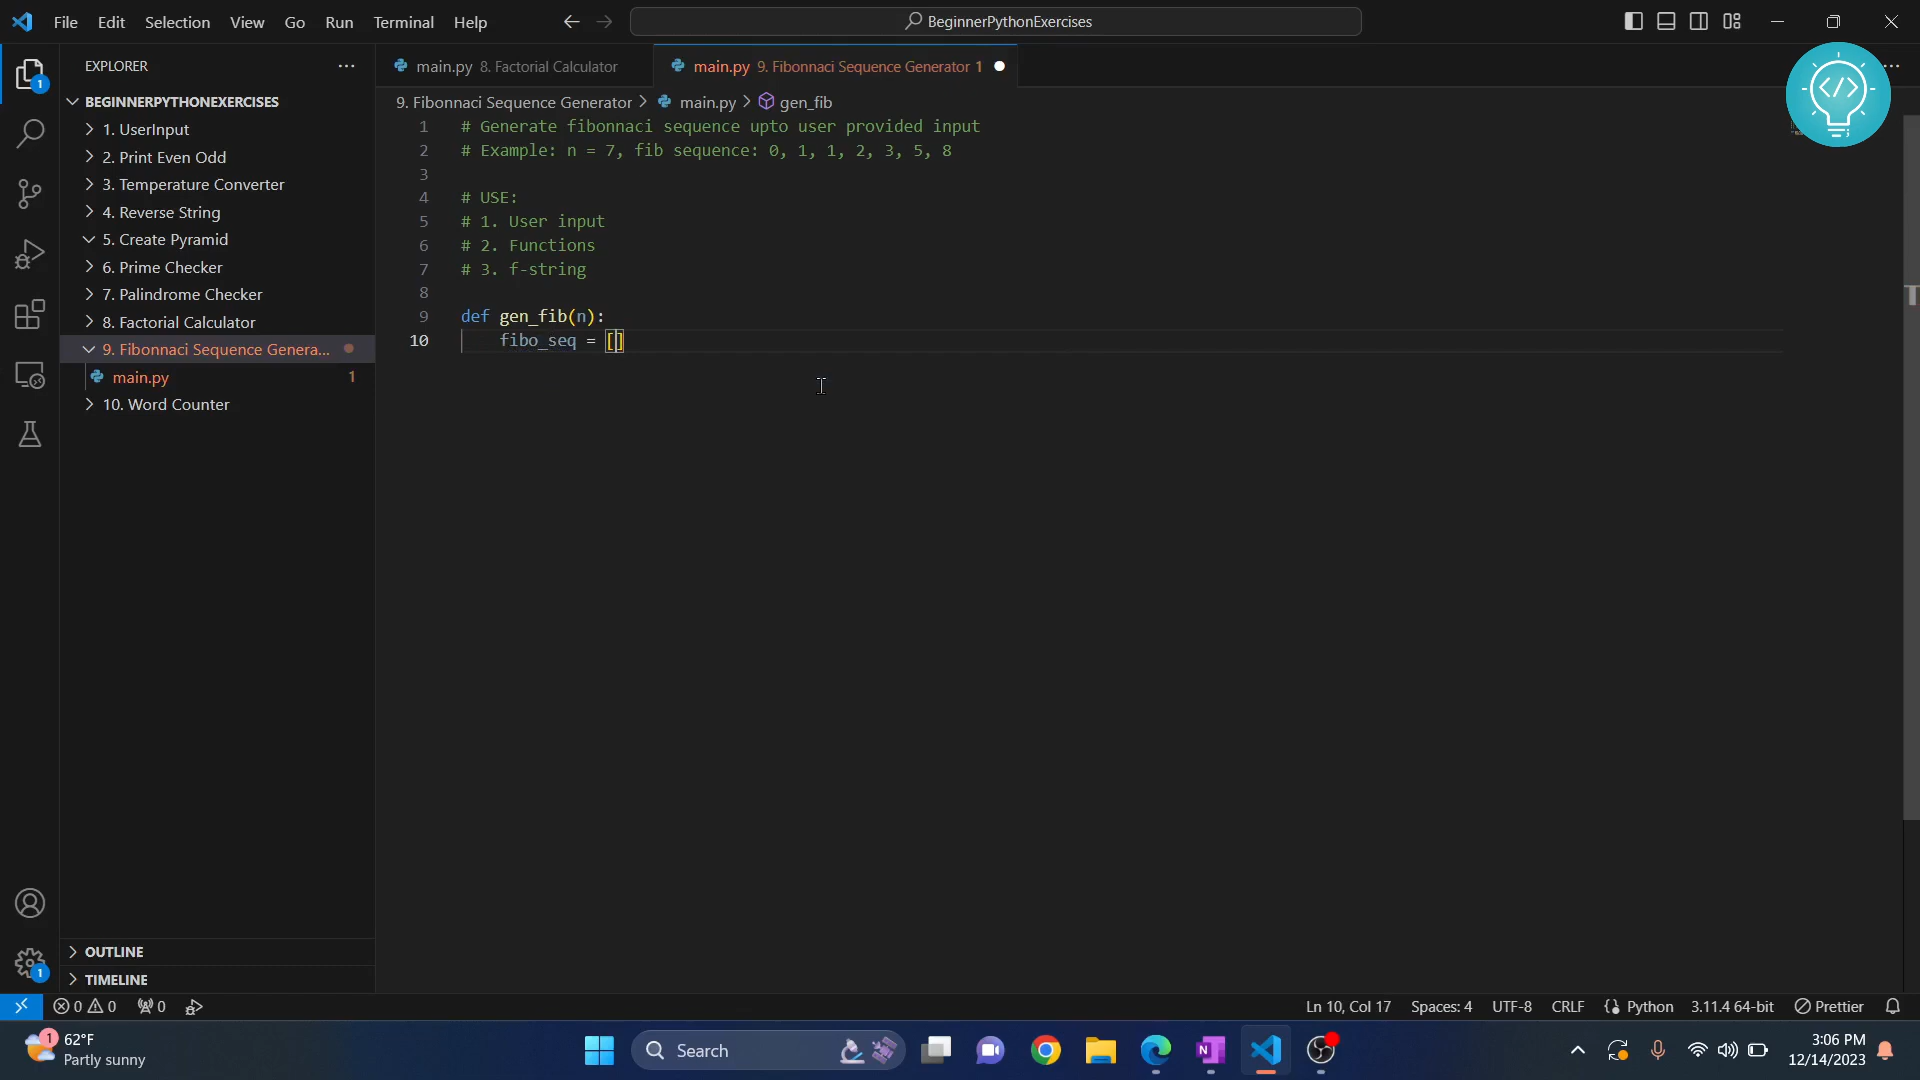 File Edit Selection View Go Run Terminal Help
BeginnerPythonExercises
EXPLORER
BEGINNERPYTHONEXERCISES
1. UserInput
2. Print Even Odd
3. Temperature Converter
4. Reverse String
5. Create Pyramid
6. Prime Checker
7. Palindrome Checker
8. Factorial Calculator
9. Fibonnaci Sequence Genera...
main.py 1
10. Word Counter
OUTLINE
TIMELINE
main.py 8. Factorial Calculator
main.py 9. Fibonnaci Sequence Generator 1
9. Fibonnaci Sequence Generator > main.py > gen_fib
1 # Generate fibonnaci sequence upto user provided input
2 # Example: n = 7, fib sequence: 0, 1, 1, 2, 3, 5, 8
3
4 # USE:
5 # 1. User input
6 # 2. Functions
7 # 3. f-string
8
9 def gen_fib(n):
10 fibo_seq = []
</>
1
1
0 0 0
Ln 10, Col 17 Spaces: 4 UTF-8 CRLF Python 3.11.4 64-bit Prettier
1
62°F
Partly sunny
Search
3:06 PM
12/14/2023